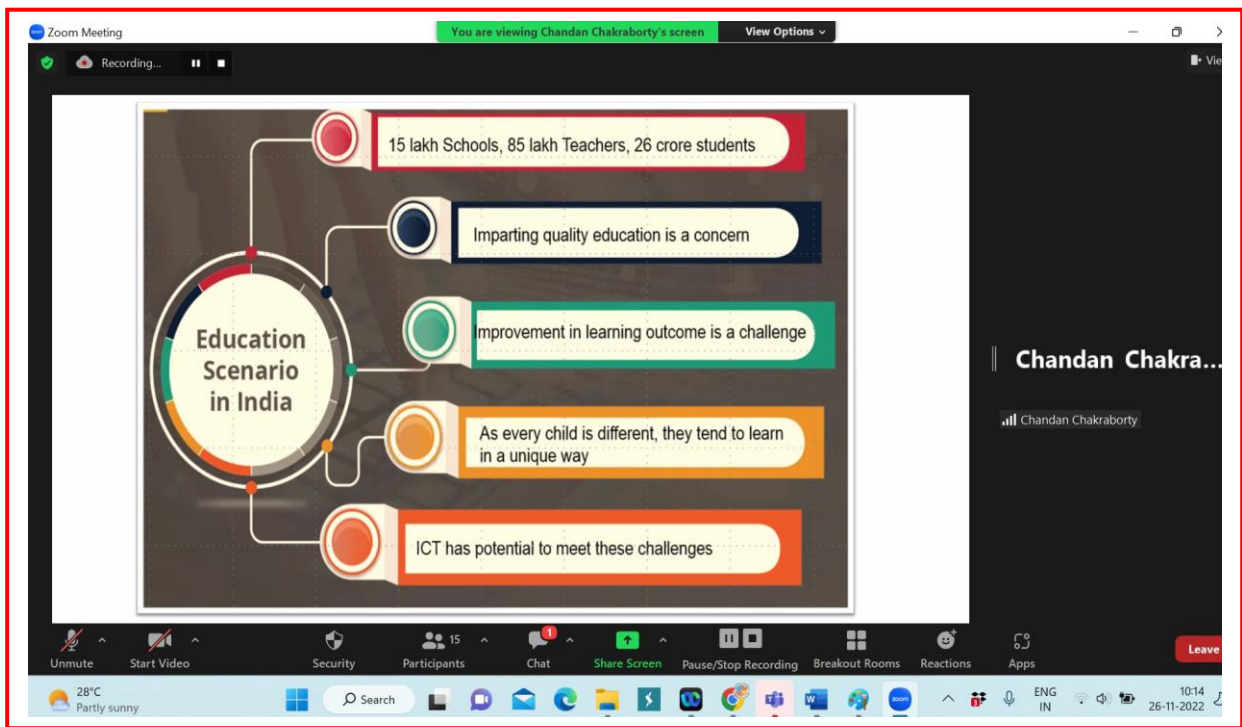 Zoom Meeting
You are viewing Chandan Chakraborty's screen
View Options
Recording...
Vie
15 lakh Schools, 85 lakh Teachers, 26 crore students
Imparting quality education is a concern
Improvement in learning outcome is a challenge
Education
Scenario
in India
As every child is different, they tend to learn
in a unique way
ICT has potential to meet these challenges
Chandan Chakra...
Chandan Chakraborty
Unmute
Start Video
Security
15
Participants
1
Chat
Share Screen
Pause/Stop Recording
Breakout Rooms
Reactions
Apps
Leave
28°C
Partly sunny
Search
zoom
ENG
IN
10:14
26-11-2022